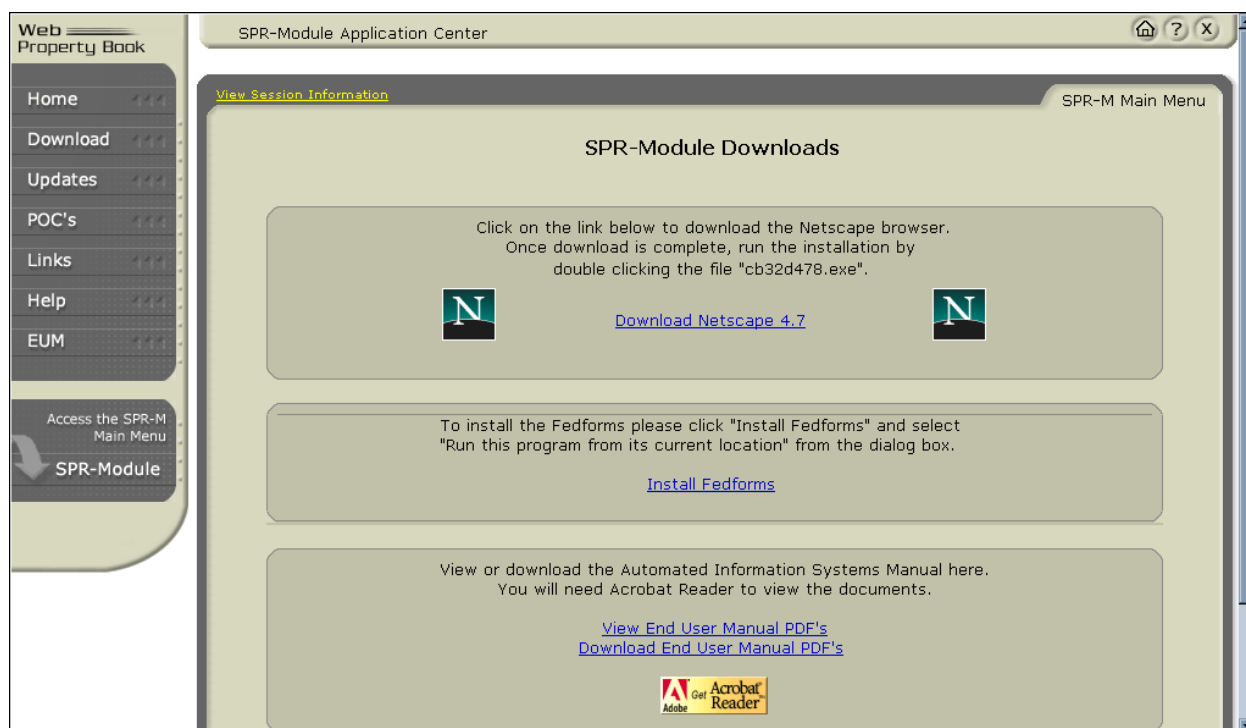 Web
Property Book
SPR-Module Application Center
?
X
Home
Download
Updates
POC's
Links
Help
EUM
Access the SPR-M
Main Menu
SPR-Module
View Session Information
SPR-M Main Menu
SPR-Module Downloads
Click on the link below to download the Netscape browser.
Once download is complete, run the installation by
double clicking the file "cb32d478.exe".
N
Download Netscape 4.7
N
To install the Fedforms please click "Install Fedforms" and select
"Run this program from its current location" from the dialog box.
Install Fedforms
View or download the Automated Information Systems Manual here.
You will need Acrobat Reader to view the documents.
View End User Manual PDF's
Download End User Manual PDF's
Adobe
Get Acrobat
Reader